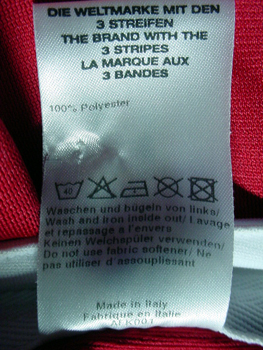 DIE WELTMARKE MIT DEN
3 STREIFEN
THE BRAND WITH THE
3 STRIPES
LA MARQUE AUX
3 BANDES
100% Polyester
40
Waschen und bügeln von links/
Wash and iron inside out/ Lavage
et repassage a l'envers
Keinen Weichspüler verwenden/
Do not use fabric softener/ Ne
pas utiliser d'assouplissant
Made in Italy
Fabriqué en Italie